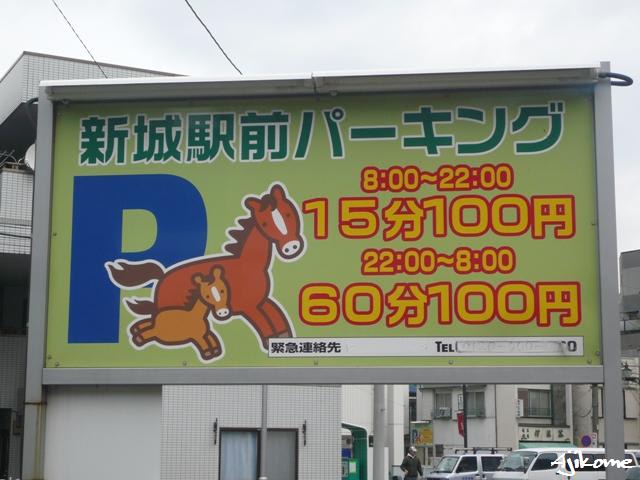 新城駅前パーキング
P
8:00～22:00
15分100円
22:00～8:00
60分100円
緊急連絡先 TEL
P
Ajikome